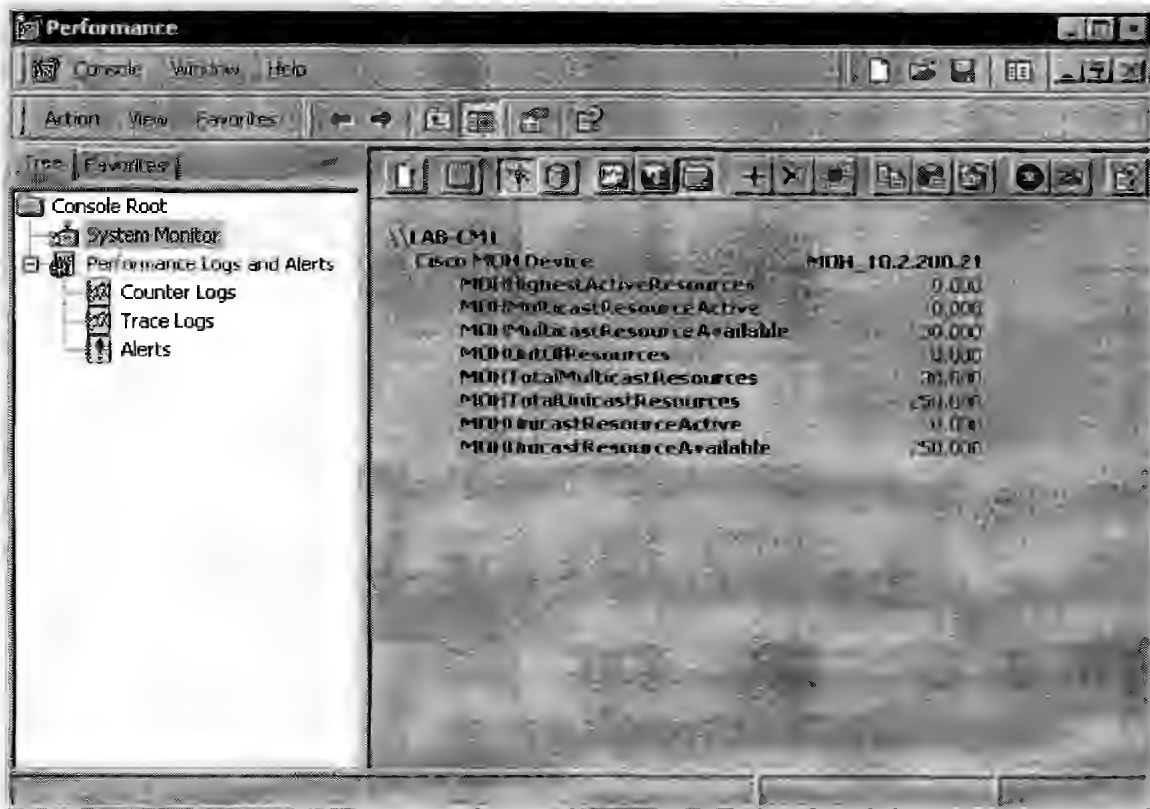 Performance
Console Window Help
Action View Favorites
Tree Favorites
Console Root
System Monitor
Performance Logs and Alerts
Counter Logs
Trace Logs
Alerts
\\LAB-CM1
Cisco MOH Device MOH_10.2.200.21
MOHHighestActiveResources 0.000
MOHMulticastResourceActive 0.000
MOHMulticastResourceAvailable 30.000
MOHOutOfResources 0.000
MOHTotalMulticastResources 30.000
MOHTotalUnicastResources 250.000
MOHUnicastResourceActive 0.000
MOHUnicastResourceAvailable 250.000